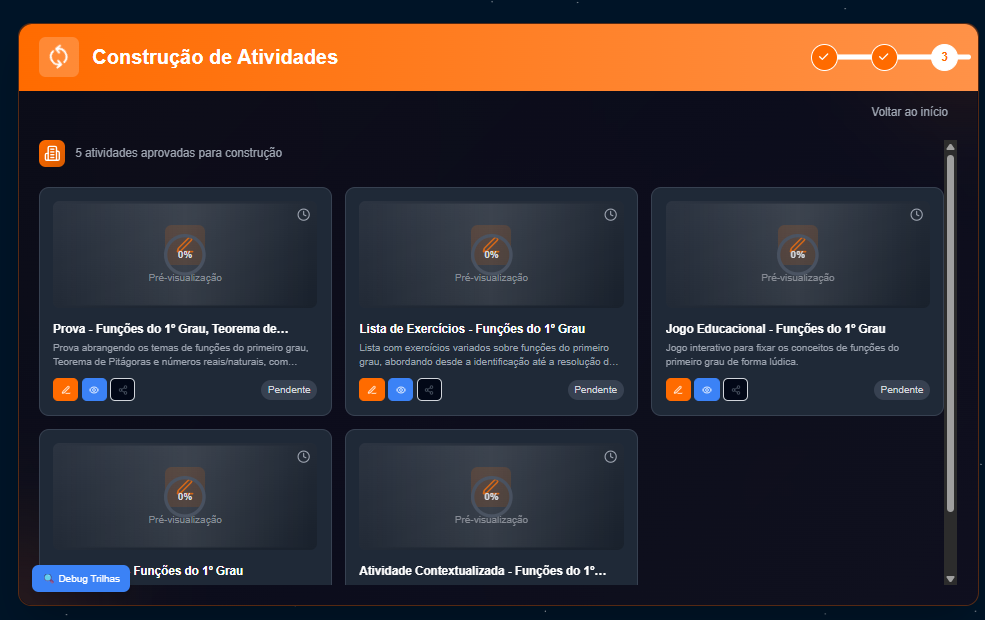 Construção de Atividades
3
Voltar ao início
5 atividades aprovadas para construção
0%
Pré-visualização
Prova - Funções do 1º Grau, Teorema de...
Prova abrangendo os temas de funções do primeiro grau,
Teorema de Pitágoras e números reais/naturais, com...
Pendente
0%
Pré-visualização
Lista de Exercícios - Funções do 1º Grau
Lista com exercícios variados sobre funções do primeiro
grau, abordando desde a identificação até a resolução d...
Pendente
0%
Pré-visualização
Jogo Educacional - Funções do 1º Grau
Jogo interativo para fixar os conceitos de funções do
primeiro grau de forma lúdica.
Pendente
0%
Pré-visualização
Funções do 1º Grau
0%
Pré-visualização
Atividade Contextualizada - Funções do 1º...
Debug Trilhas